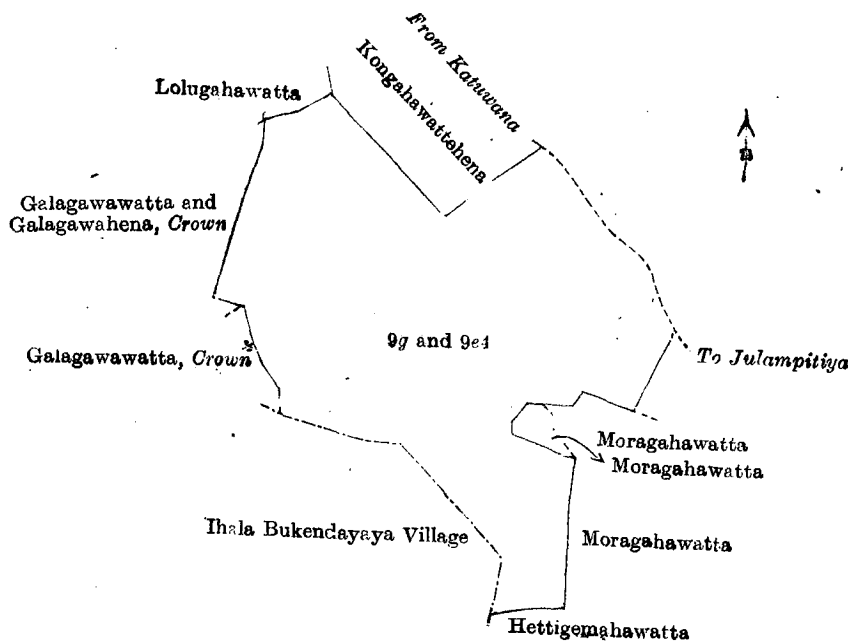 From Katuwana
Kongahawattehena
Lolugahawatta
n
Galagawawatta and
Galagawahena, Crown
9g and 9e4
Galagawawatta, Crown
To Julampitiya
Moragahawatta
Moragahawatta
Ihala Bukendayaya Village
Moragahawatta
Hettigemahawatta